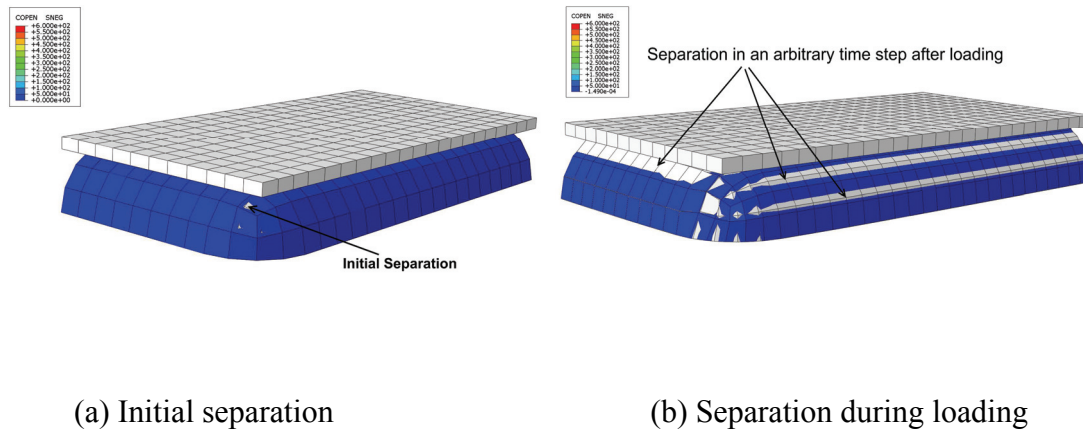 COPEN SNEG
+6.000e+02
+5.500e+02
+5.000e+02
+4.500e+02
+4.000e+02
+3.500e+02
+3.000e+02
+2.500e+02
+2.000e+02
+1.500e+02
+1.000e+02
+5.000e+01
+0.000e+00
Initial Separation
COPEN SNEG
+6.000e+02
+5.500e+02
+5.000e+02
+4.500e+02
+4.000e+02
+3.500e+02
+3.000e+02
+2.500e+02
+2.000e+02
+1.500e+02
+1.000e+02
+5.000e+01
-1.490e-04
Separation in an arbitrary time step after loading
(a) Initial separation
(b) Separation during loading